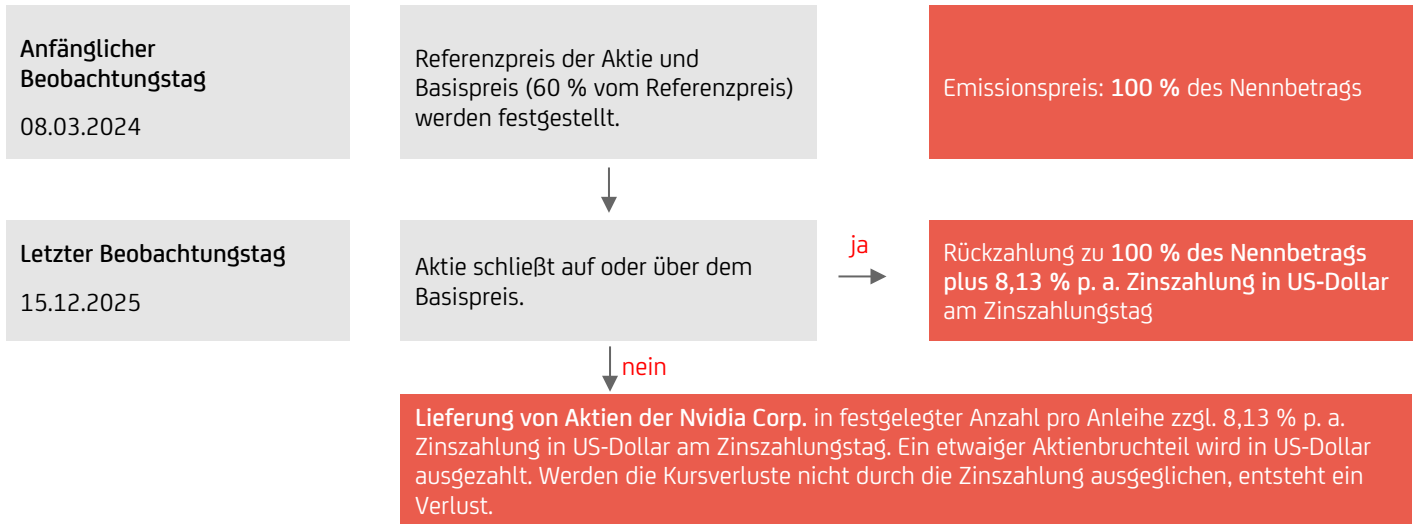 Anfänglicher
Beobachtungstag
08.03.2024
Referenzpreis der Aktie und
Basispreis (60 % vom Referenzpreis)
werden festgestellt.
Emissionspreis: 100 % des Nennbetrags
Letzter Beobachtungstag
15.12.2025
Aktie schließt auf oder über dem
Basispreis.
ja
Rückzahlung zu 100 % des Nennbetrags
plus 8,13 % p. a. Zinszahlung in US-Dollar
am Zinszahlungstag
nein
Lieferung von Aktien der Nvidia Corp. in festgelegter Anzahl pro Anleihe zzgl. 8,13 % p. a.
Zinszahlung in US-Dollar am Zinszahlungstag. Ein etwaiger Aktienbruchteil wird in US-Dollar
ausgezahlt. Werden die Kursverluste nicht durch die Zinszahlung ausgeglichen, entsteht ein
Verlust.